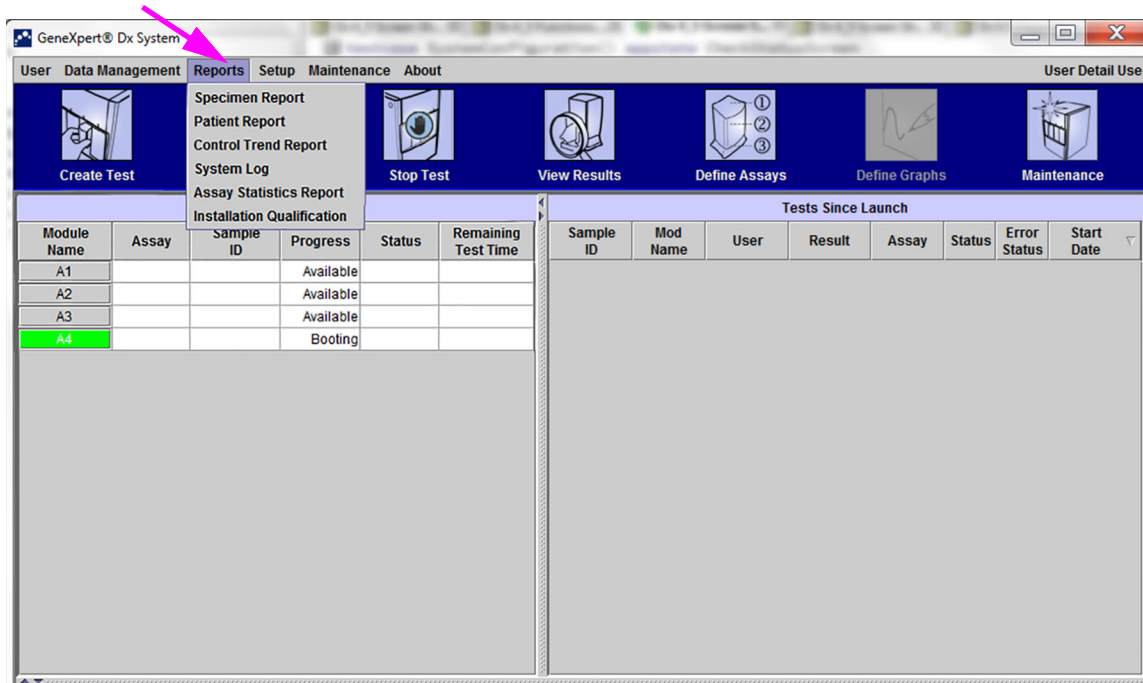 GeneXpert® Dx System
User Data Management Reports Setup Maintenance About User Detail Use
Specimen Report
Patient Report
Control Trend Report
System Log
Assay Statistics Report
Installation Qualification
Create Test Stop Test View Results Define Assays Define Graphs Maintenance
① ② ③
Tests Since Launch
Module Name Assay Sample ID Progress Status Remaining Test Time
Sample ID Mod Name User Result Assay Status Error Status Start Date
A1 Available
A2 Available
A3 Available
A4 Booting